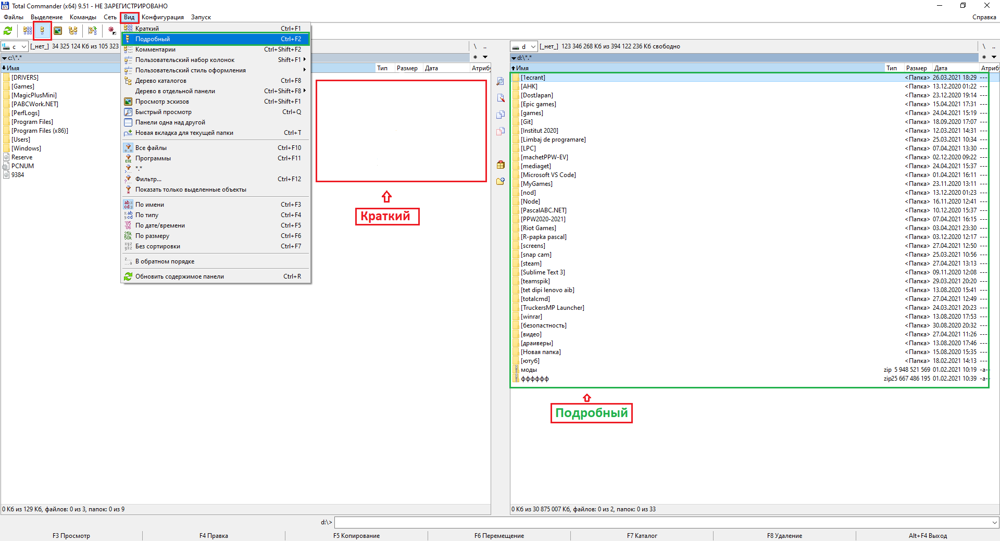 Total Commander (x64) 9.51 - НЕ ЗАРЕГИСТРИРОВАНО
Файлы Выделение Команды Сеть Вид Конфигурация Запуск Справка
c [_нет_] 34 325 124 Кб из 105 323 \ ..
c:\*.* * 
Имя Тип Размер Дата Атрибу
[DRIVERS]
[Games]
[MagicPlusMini]
[PABCWork.NET]
[PerfLogs]
[Program Files]
[Program Files (x86)]
[Users]
[Windows]
Reserve
PCNUM
9384
Краткий Ctrl+F1
Подробный Ctrl+F2
Комментарии Ctrl+Shift+F2
Пользовательский набор колонок Shift+F1
Пользовательский стиль оформления
Дерево каталогов Ctrl+F8
Дерево в отдельной панели Ctrl+Shift+F8
Просмотр эскизов Ctrl+Shift+F1
Быстрый просмотр Ctrl+Q
Панели одна над другой
Новая вкладка для текущей папки Ctrl+T
Все файлы Ctrl+F10
Программы Ctrl+F11
*.*
Фильтр... Ctrl+F12
Показать только выделенные объекты
По имени Ctrl+F3
По типу Ctrl+F4
По дате/времени Ctrl+F5
По размеру Ctrl+F6
Без сортировки Ctrl+F7
В обратном порядке
Обновить содержимое панели Ctrl+R
Краткий
d [_нет_] 123 346 268 Кб из 394 122 236 Кб свободно \ ..
d:\*.* *
Имя Тип Размер Дата Атрибу
[1ecrant] <Папка> 26.03.2021 18:29 ---
[AHK] <Папка> 13.12.2020 01:22 ---
[DostJapan] <Папка> 23.12.2020 19:14 ---
[Epic games] <Папка> 15.04.2021 17:31 ---
[games] <Папка> 24.04.2021 15:19 ---
[Git] <Папка> 18.09.2020 17:07 ---
[Institut 2020] <Папка> 12.03.2021 14:31 ---
[Limbaj de programare] <Папка> 25.03.2021 10:34 ---
[LPC] <Папка> 07.04.2021 13:30 ---
[machetPPW-EV] <Папка> 02.12.2020 09:22 ---
[mediaget] <Папка> 24.04.2021 15:37 ---
[Microsoft VS Code] <Папка> 01.04.2021 16:11 ---
[MyGames] <Папка> 23.11.2020 13:11 ---
[nod] <Папка> 13.12.2020 01:23 ---
[Node] <Папка> 16.11.2020 12:41 ---
[PascalABC.NET] <Папка> 10.12.2020 15:37 ---
[PPW2020-2021] <Папка> 07.04.2021 16:15 ---
[Riot Games] <Папка> 03.04.2021 23:30 ---
[R-papka pascal] <Папка> 03.12.2020 12:17 ---
[screens] <Папка> 27.04.2021 12:50 ---
[snap cam] <Папка> 25.03.2021 10:56 ---
[steam] <Папка> 27.04.2021 13:13 ---
[Sublime Text 3] <Папка> 09.11.2020 12:08 ---
[teamspik] <Папка> 29.03.2021 20:20 ---
[tet dipi lenovo aib] <Папка> 13.08.2020 15:41 ---
[totalcmd] <Папка> 27.04.2021 12:49 ---
[TruckersMP Launcher] <Папка> 24.03.2021 20:23 ---
[winrar] <Папка> 13.08.2020 17:53 ---
[безопастность] <Папка> 30.08.2020 20:32 ---
[видео] <Папка> 27.04.2021 11:26 ---
[драиверы] <Папка> 13.08.2020 17:46 ---
[Новая папка] <Папка> 15.08.2020 15:35 ---
[ютуб] <Папка> 18.02.2021 14:13 ---
моды zip 5 948 521 569 01.02.2021 10:19 -a-
фффффф zip 25 667 486 195 01.02.2021 10:39 -a-
Подробный
0 Кб из 129 Кб, файлов: 0 из 3, папок: 0 из 9
0 Кб из 30 875 007 Кб, файлов: 0 из 2, папок: 0 из 33
d:\>
F3 Просмотр F4 Правка F5 Копирование F6 Перемещение F7 Каталог F8 Удаление Alt+F4 Выход